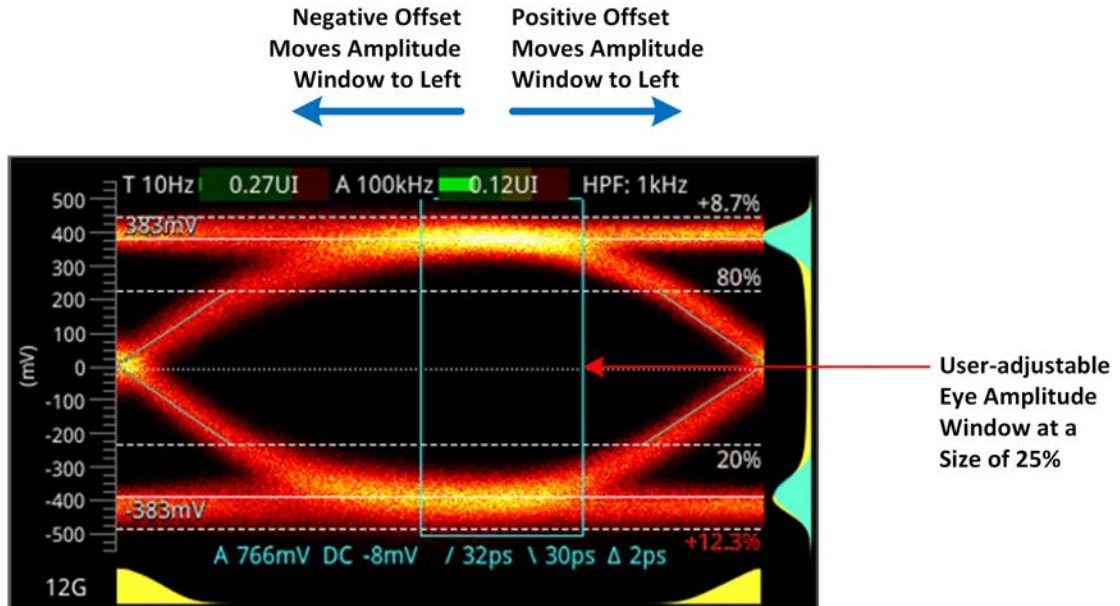 Negative Offset
Moves Amplitude
Window to Left
Positive Offset
Moves Amplitude
Window to Left
T 10Hz 0.27UI A 100kHz 0.12UI HPF: 1kHz
+8.7%
500
383mV
400
300
80%
200
100
(mV)
0
-100
-200
20%
-300
-400
-383mV
-500
+12.3%
A 766mV DC -8mV / 32ps \ 30ps Δ 2ps
12G
User-adjustable
Eye Amplitude
Window at a
Size of 25%